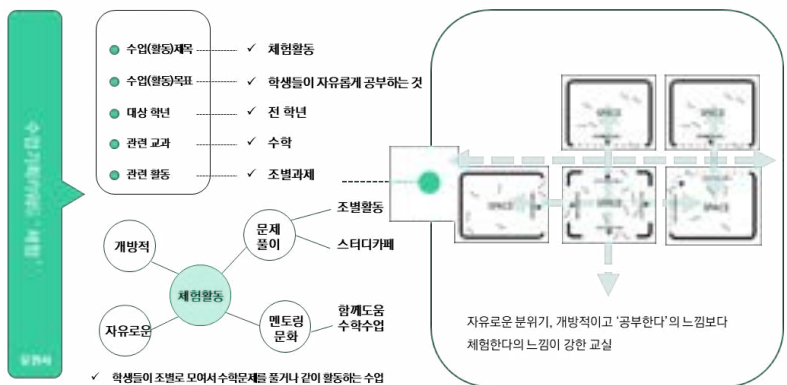 수업(활동)제목
체험활동
수업(활동)목표
학생들이 자유롭게 공부하는 것
대상 학년
전 학년
관련 교과
수학
관련 활동
조별과제
개방적
문제
풀이
조별활동
스터디카페
체험활동
자유로운
멘토링
문화
함께도움
수학수업
학생들이 조별로 모여서 수학문제를 풀거나 같이 활동하는 수업
SPACE
SPACE
SPACE
SPACE
SPACE
자유로운 분위기, 개방적이고 ‘공부한다’의 느낌보다
체험한다의 느낌이 강한 교실